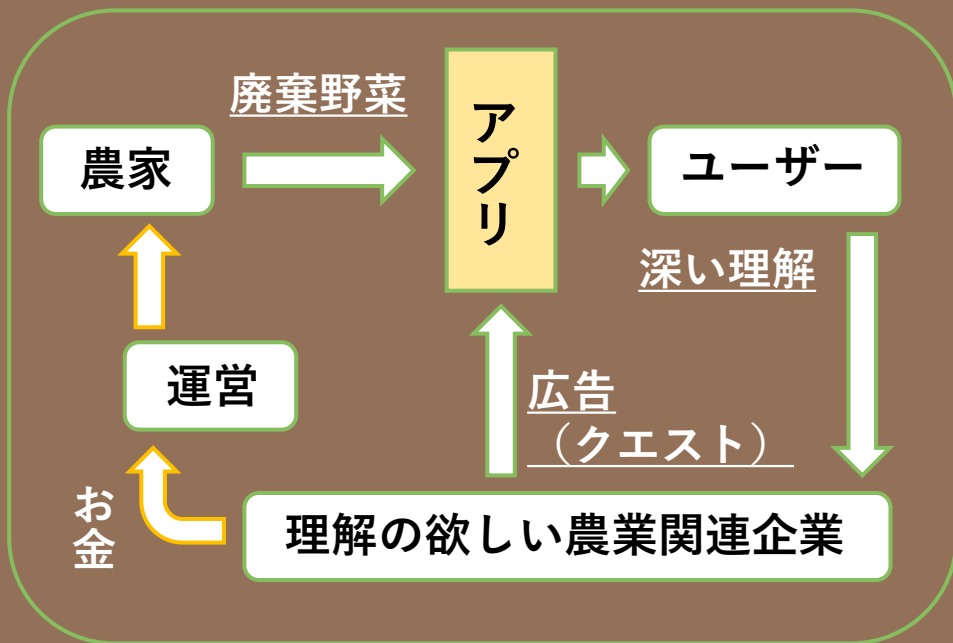 廃棄野菜
農家
アプリ
ユーザー
深い理解
運営
広告
（クエスト）
お金
理解の欲しい農業関連企業